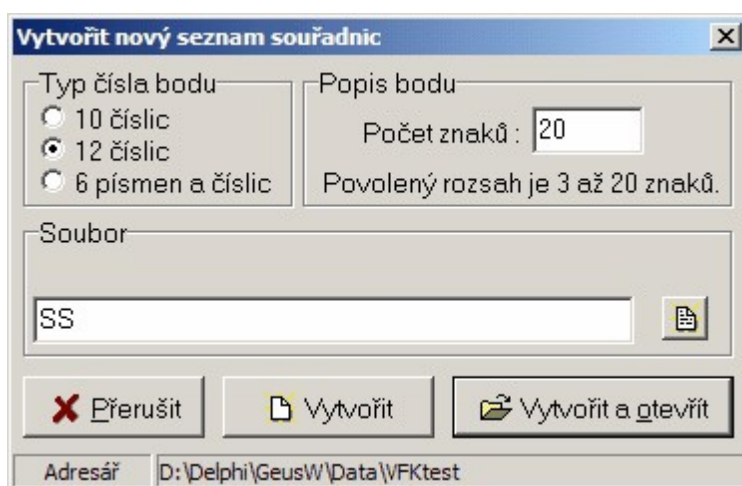 Vytvořit nový seznam souřadnic
Typ čísla bodu
10 číslic
12 číslic
6 písmen a číslic
Popis bodu
Počet znaků : 20
Povolený rozsah je 3 až 20 znaků.
Soubor
SS
Přerušit
Vytvořit
Vytvořit a otevřít
Adresář D:\Delphi\GeusW\Data\VFKtest